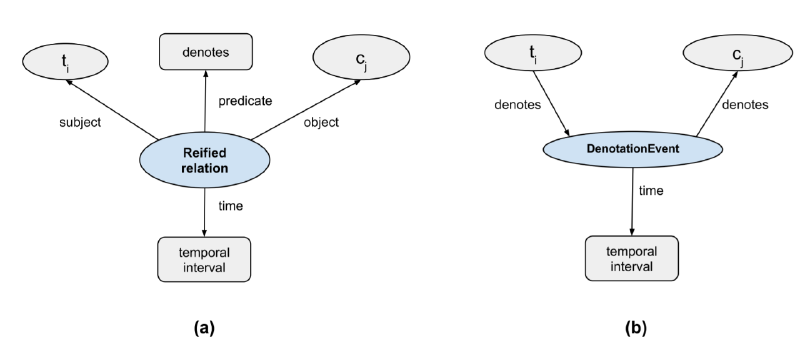 t_i
denotes
c_j
subject
predicate
object
Reified
relation
time
temporal
interval
(a)
t_i
c_j
denotes
denotes
DenotationEvent
time
temporal
interval
(b)